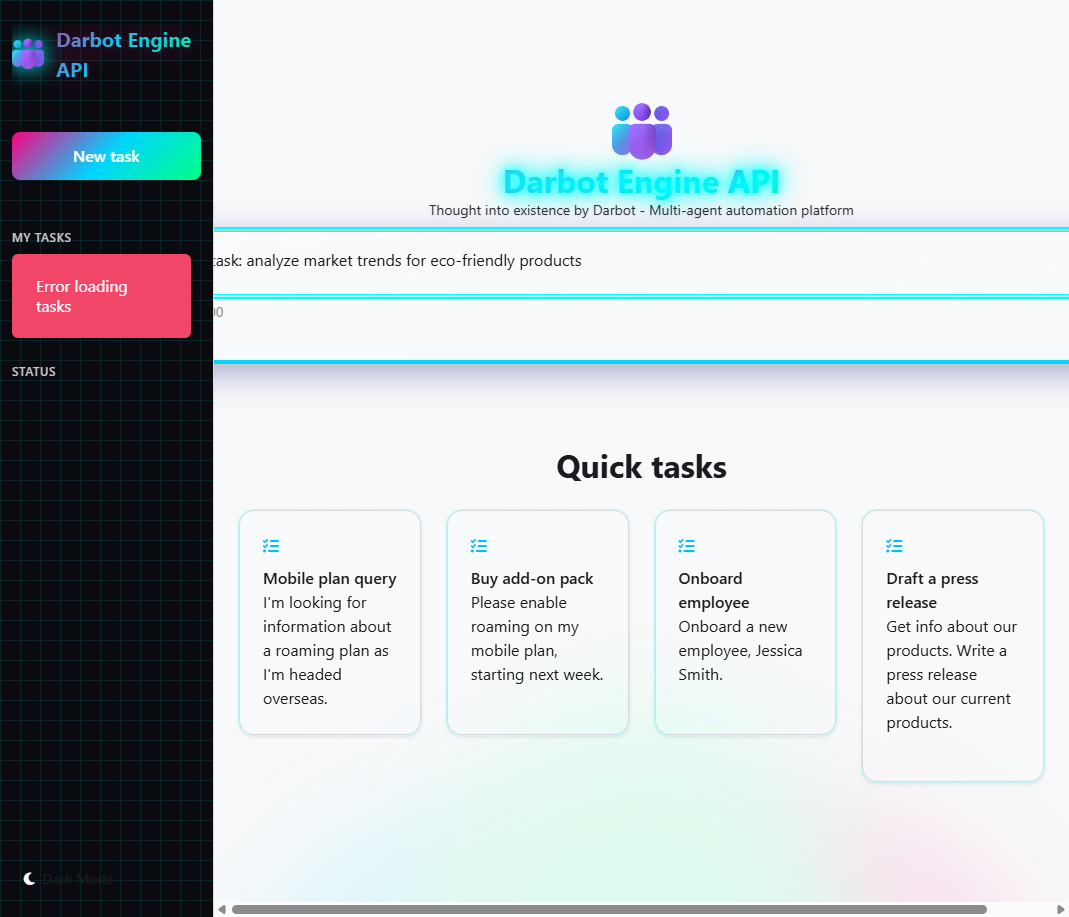 Darbot Engine
API
New task
MY TASKS
Error loading
tasks
STATUS
Dark Mode
Darbot Engine API
Thought into existence by Darbot - Multi-agent automation platform
task: analyze market trends for eco-friendly products
Quick tasks
Mobile plan query
I'm looking for
information about
a roaming plan as
I'm headed
overseas.
Buy add-on pack
Please enable
roaming on my
mobile plan,
starting next week.
Onboard
employee
Onboard a new
employee, Jessica
Smith.
Draft a press
release
Get info about our
products. Write a
press release
about our current
products.